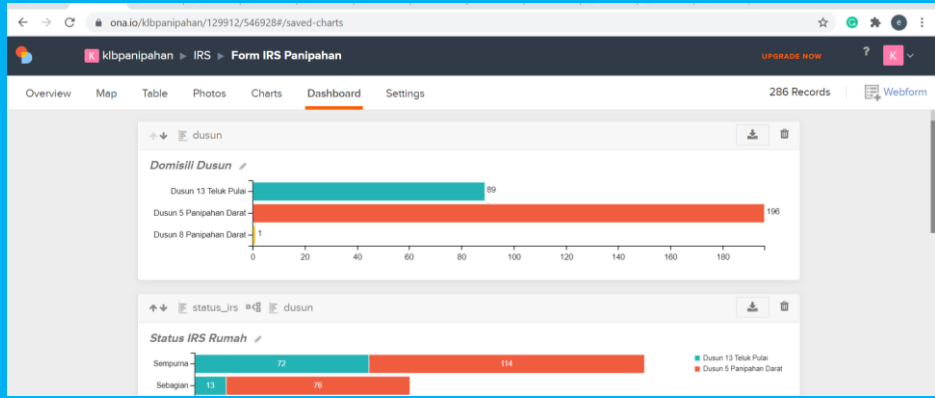 ona.io/klbpanipahan/129912/546928#/saved-charts
e
K klbpanipahan IRS Form IRS Panipahan UPGRADE NOW ? K
Overview Map Table Photos Charts Dashboard Settings 286 Records Webform
dusun
Domisili Dusun
Dusun 13 Teluk Pulai 89
Dusun 5 Panipahan Darat 196
Dusun 8 Panipahan Darat 1
0 20 40 60 80 100 120 140 160 180
status_irs dusun
Status IRS Rumah
Sempurna 72 114
Dusun 13 Teluk Pulai
Dusun 5 Panipahan Darat
Sebagian 13 76